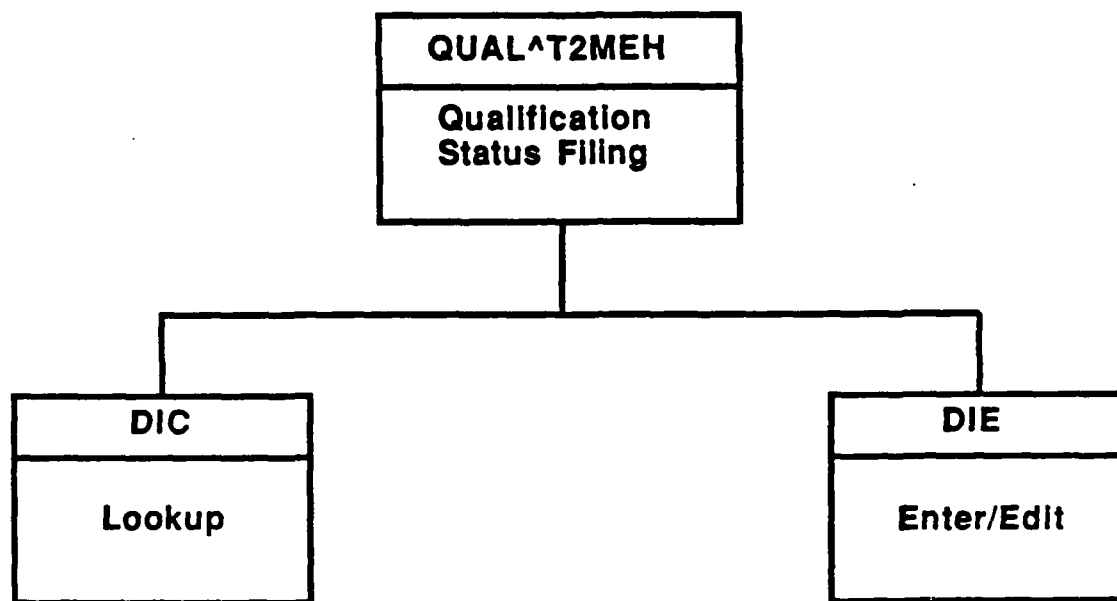 QUAL^T2MEH
Qualification
Status Filing
DIC
Lookup
DIE
Enter/Edit